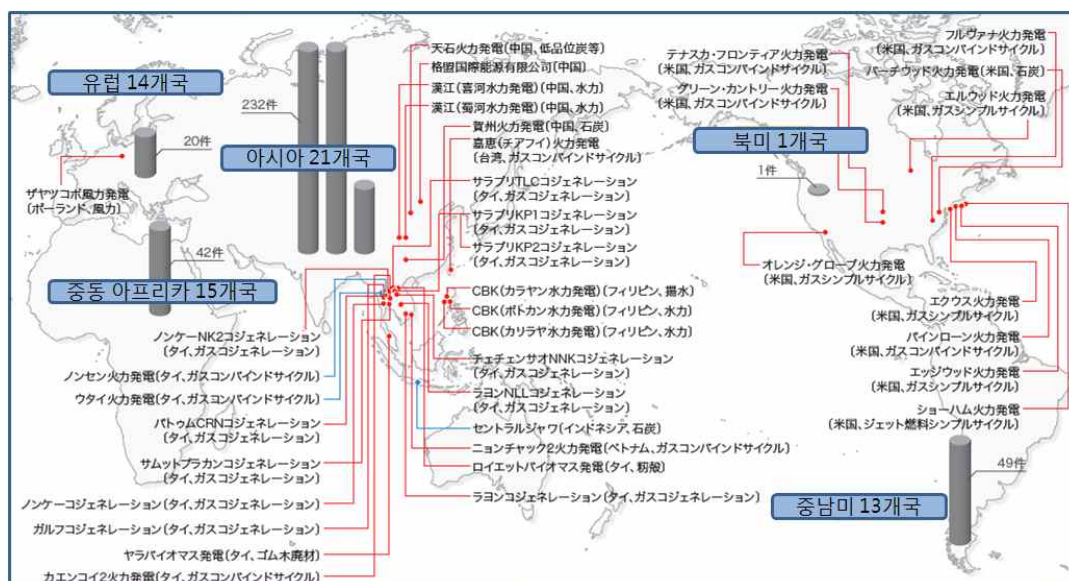 유럽 14개국
20件
ザヤツコボ風力発電
(ポーランド、風力)
232件
아시아 21개국
42件
중동 아프리카 15개국
天石火力発電(中国、低品位炭等)
格盟国際能源有限公司(中国)
漢江(喜河水力発電)(中国、水力)
漢江(蜀河水力発電)(中国、水力)
賀州火力発電(中国、石炭)
嘉恵(チアフイ)火力発電
(台湾、ガスコンバインドサイクル)
サラブリTLCコジェネレーション
(タイ、ガスコジェネレーション)
サラブリKP1コジェネレーション
(タイ、ガスコジェネレーション)
サラブリKP2コジェネレーション
(タイ、ガスコジェネレーション)
CBK(カラヤン水力発電)(フィリピン、揚水)
CBK(ボトカン水力発電)(フィリピン、水力)
CBK(カリラヤ水力発電)(フィリピン、水力)
チェチェンサオNNKコジェネレーション
(タイ、ガスコジェネレーション)
ラヨンNLLコジェネレーション
(タイ、ガスコジェネレーション)
セントラルジャワ(インドネシア、石炭)
ニョンチャック2火力発電(ベトナム、ガスコンバインドサイクル)
ロイエットバイオマス発電(タイ、籾殻)
ラヨンコジェネレーション(タイ、ガスコジェネレーション)
ノンケーNK2コジェネレーション
(タイ、ガスコジェネレーション)
ノンセン火力発電(タイ、ガスコンバインドサイクル)
ウタイ火力発電(タイ、ガスコンバインドサイクル)
パトゥムCRNコジェネレーション
(タイ、ガスコジェネレーション)
サムットプラカンコジェネレーション
(タイ、ガスコジェネレーション)
ノンケーコジェネレーション(タイ、ガスコジェネレーション)
ガルフコジェネレーション(タイ、ガスコジェネレーション)
ヤラバイオマス発電(タイ、ゴム木廃材)
カエンコイ2火力発電(タイ、ガスコンバインドサイクル)
テナスカ・フロンティア火力発電
(米国、ガスコンバインドサイクル)
グリーン・カントリー火力発電
(米国、ガスコンバインドサイクル)
북미 1개국
1件
フルヴァナ火力発電
(米国、ガスコンバインドサイクル)
バーチウッド火力発電(米国、石炭)
エルウッド火力発電
(米国、ガスシンプルサイクル)
オレンジ・グローブ火力発電
(米国、ガスシンプルサイクル)
エクウス火力発電
(米国、ガスシンプルサイクル)
パインローン火力発電
(米国、ガスコンバインドサイクル)
エッジウッド火力発電
(米国、ガスシンプルサイクル)
ショーハム火力発電
(米国、ジェット燃料シンプルサイクル)
49件
중남미 13개국